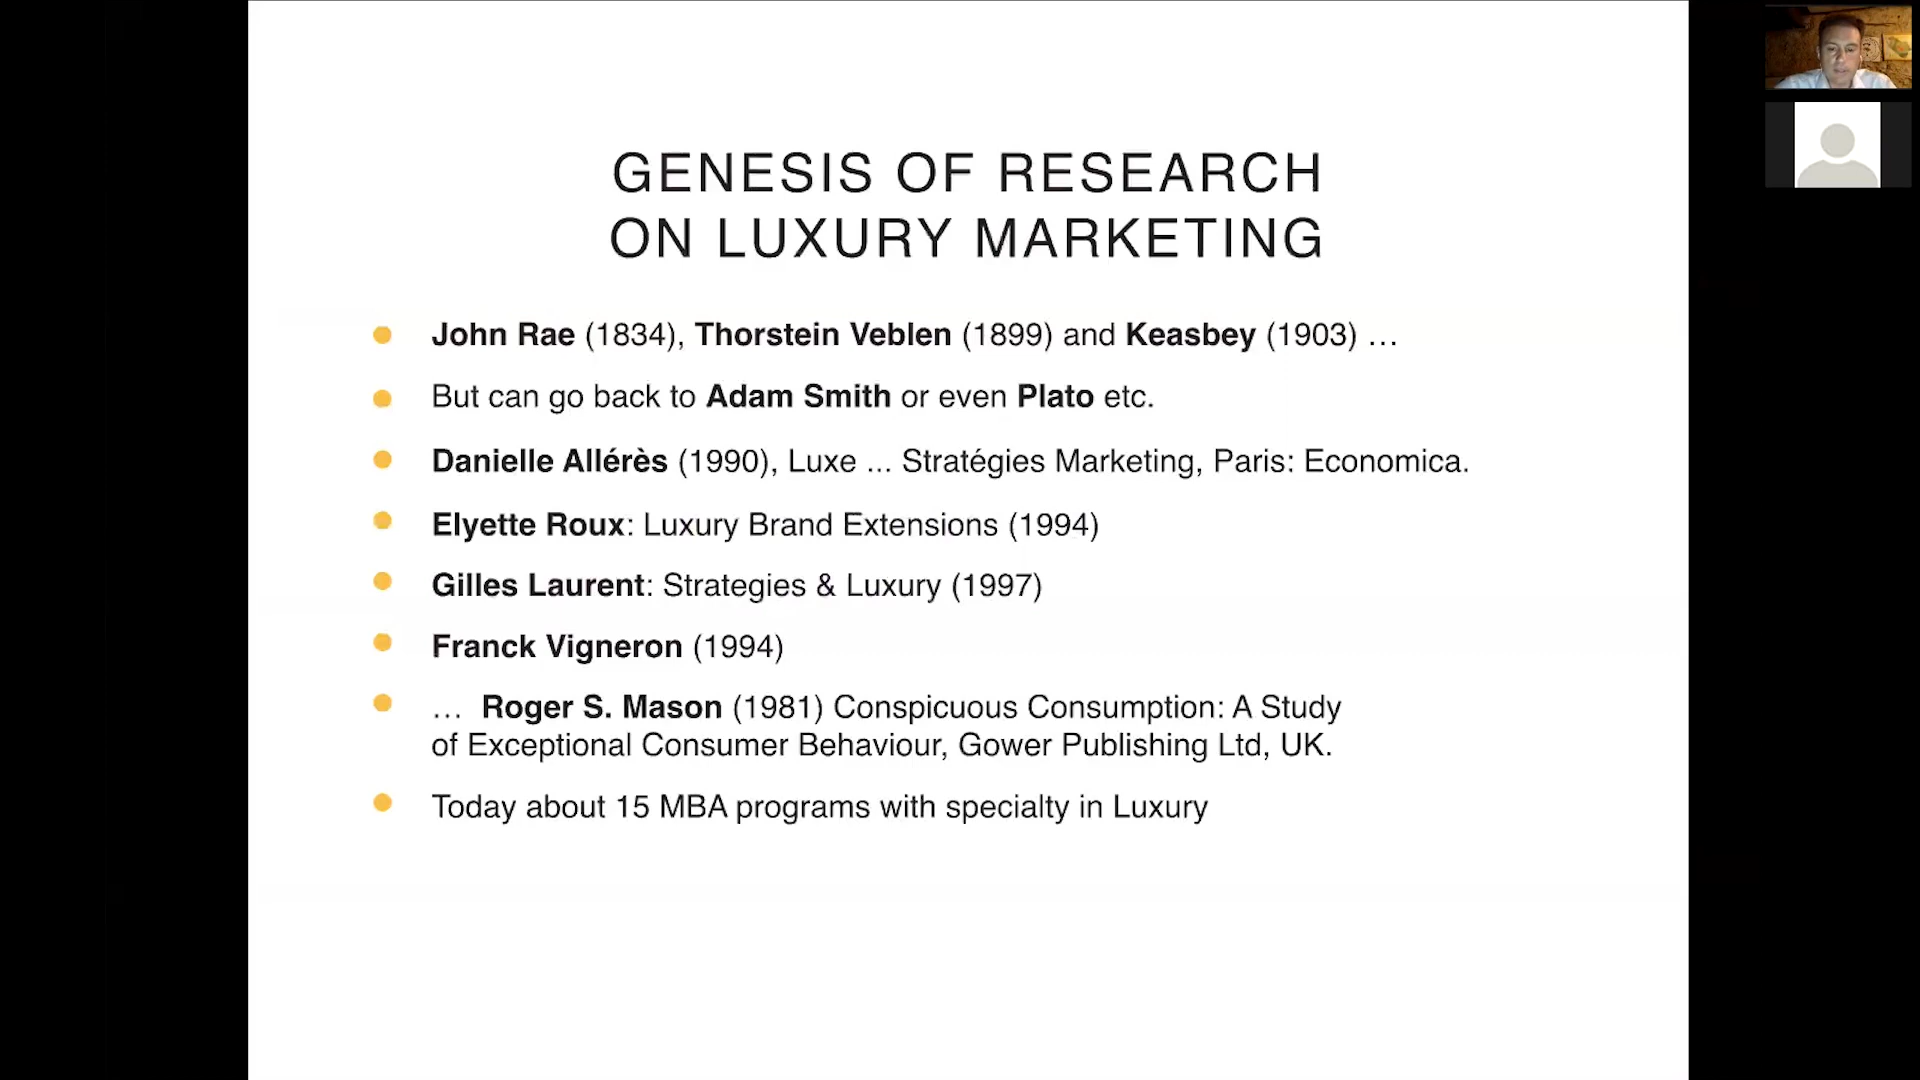 GENESIS OF RESEARCH
ON LUXURY MARKETING
John Rae (1834), Thorstein Veblen (1899) and Keasbey (1903) …
But can go back to Adam Smith or even Plato etc.
Danielle Allérès (1990), Luxe ... Stratégies Marketing, Paris: Economica.
Elyette Roux: Luxury Brand Extensions (1994)
Gilles Laurent: Strategies & Luxury (1997)
Franck Vigneron (1994)
… Roger S. Mason (1981) Conspicuous Consumption: A Study
of Exceptional Consumer Behaviour, Gower Publishing Ltd, UK.
Today about 15 MBA programs with specialty in Luxury